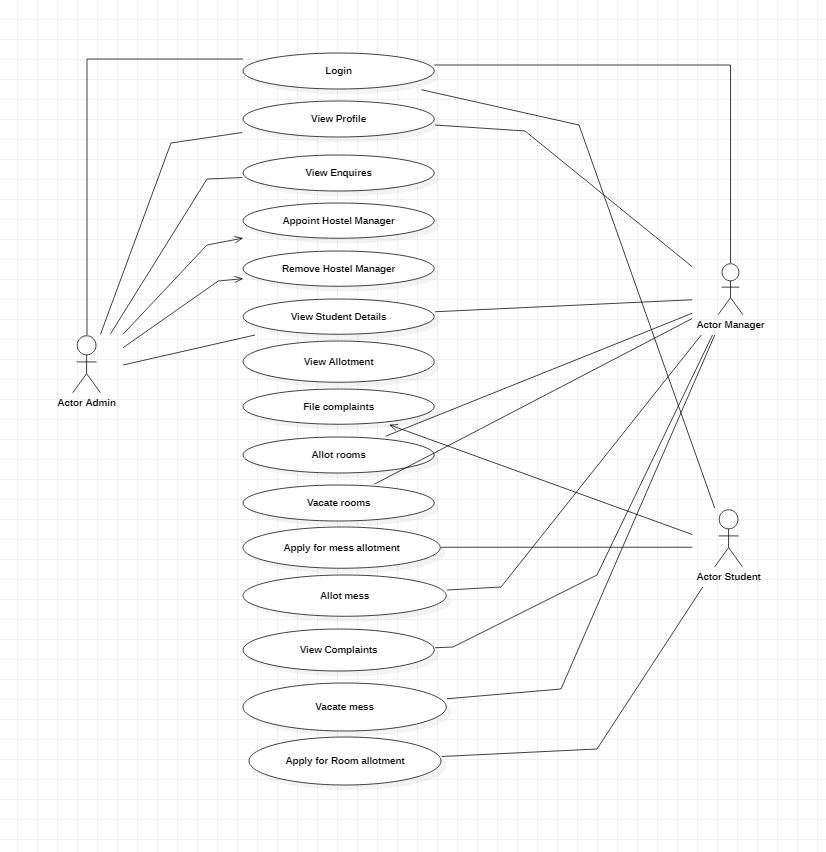 Login
View Profile
View Enquires
Appoint Hostel Manager
Remove Hostel Manager
View Student Details
Actor Manager
View Allotment
Actor Admin
File complaints
Allot rooms
Vacate rooms
Apply for mess allotment
Actor Student
Allot mess
View Complaints
Vacate mess
Apply for Room allotment